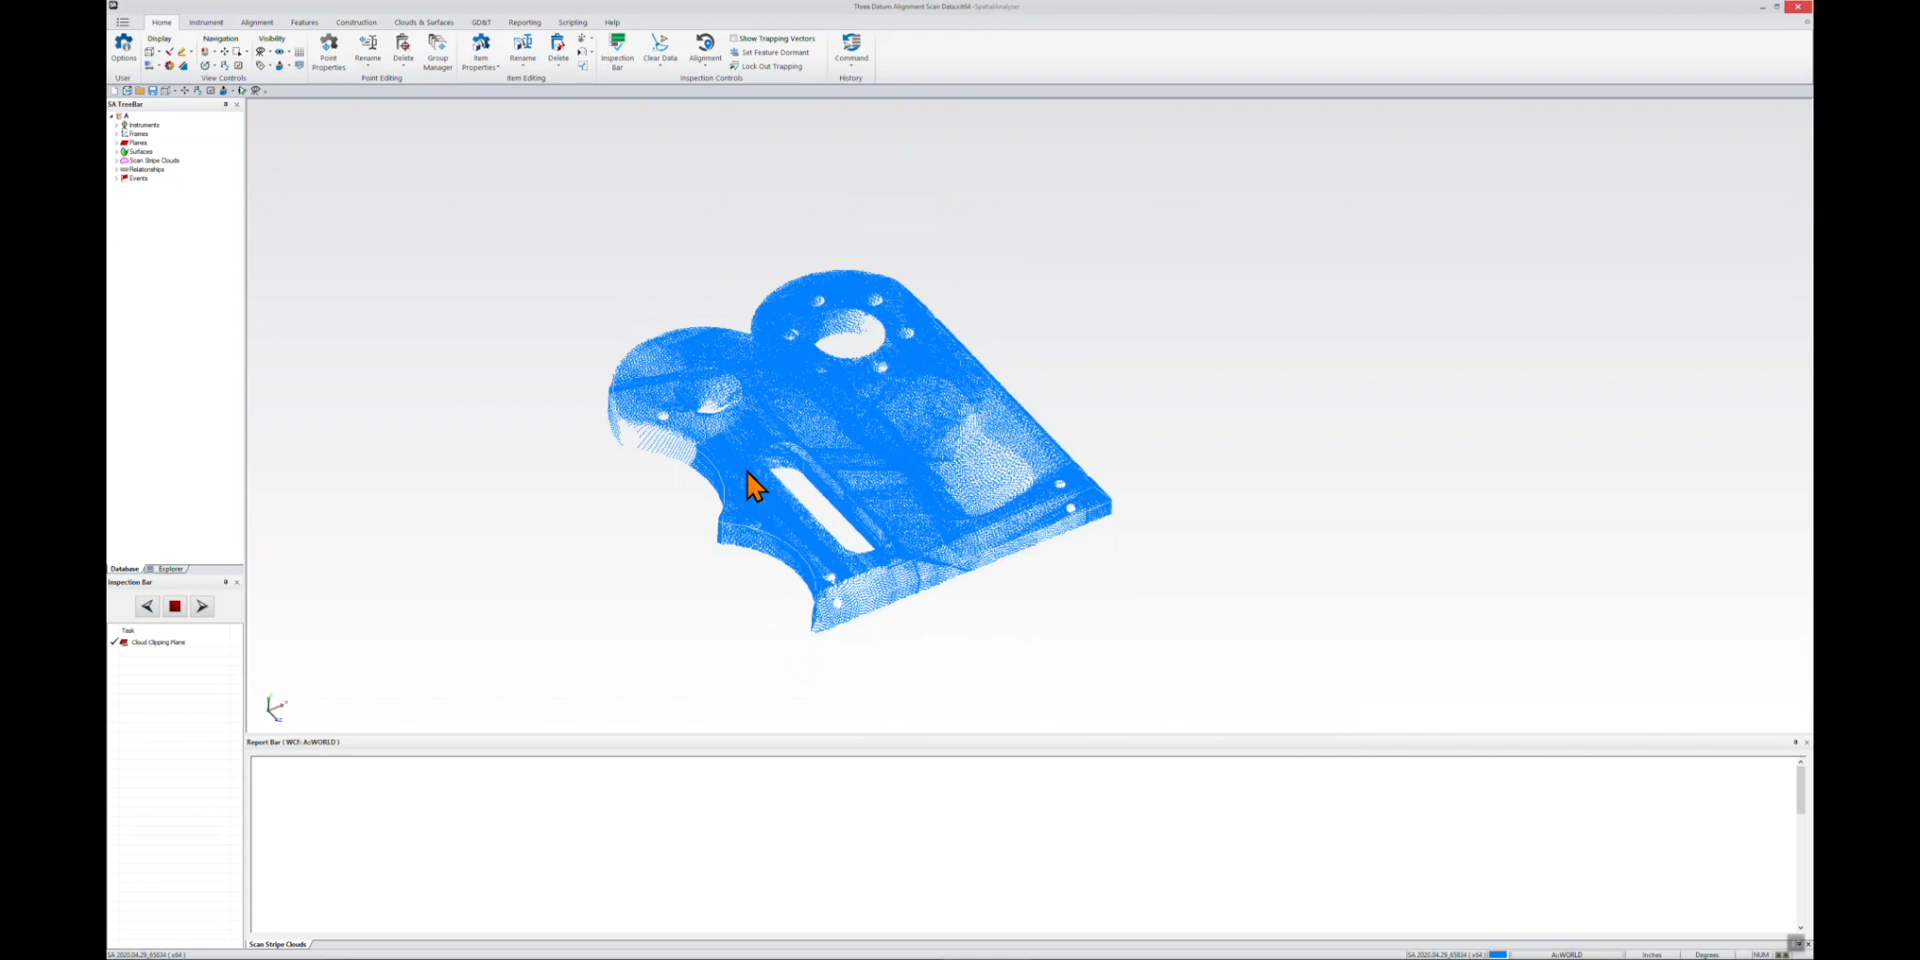 Three Datum Alignment Scan Data.xit64 - SpatialAnalyzer
Home Instrument Alignment Features Construction Clouds & Surfaces GD&T Reporting Scripting Help
Display Navigation Visibility
Options
User
View Controls
Point Properties
Rename
Delete
Group Manager
Point Editing
Item Properties
Rename
Delete
Item Editing
Inspection Bar
Clear Data
Alignment
Show Trapping Vectors
Set Feature Dormant
Lock Out Trapping
Inspection Controls
Command
History
SA TreeBar
A
Instruments
Frames
Planes
Surfaces
Scan Stripe Clouds
Relationships
Events
Database Explorer
Inspection Bar
Task
Cloud Clipping Plane
Report Bar ( WCF: A::WORLD )
Scan Stripe Clouds
SA 2020.04.29_65834 ( x64 )
SA 2020.04.29_65834 ( x64 ) A::WORLD Inches Degrees NUM